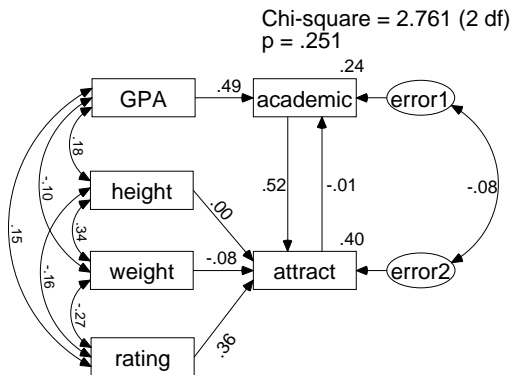 Chi-square = 2.761 (2 df)
p = .251
.24
GPA
.49
academic
error1
.18
-.10
.15
height
.00
.52
-.01
-.08
.34
.40
weight
-.08
attract
error2
-.16
-.27
rating
.36